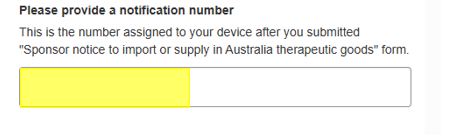 Please provide a notification number
This is the number assigned to your device after you submitted
"Sponsor notice to import or supply in Australia therapeutic goods" form.